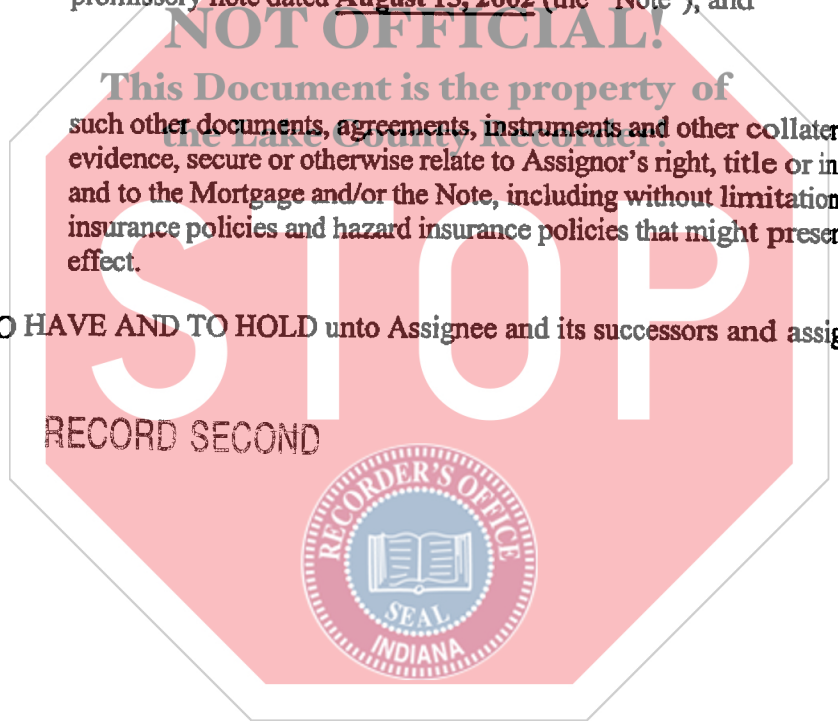 promissory note dated August 13, 2002 (the "Note"), and
NOT OFFICIAL!
This Document is the property of
the Lake County Recorder!
such other documents, agreements, instruments and other collater
evidence, secure or otherwise relate to Assignor's right, title or in
and to the Mortgage and/or the Note, including without limitation
insurance policies and hazard insurance policies that might presen
effect.
STOP
O HAVE AND TO HOLD unto Assignee and its successors and assig
RECORD SECOND
RECORDER'S OFFICE
SEAL
INDIANA